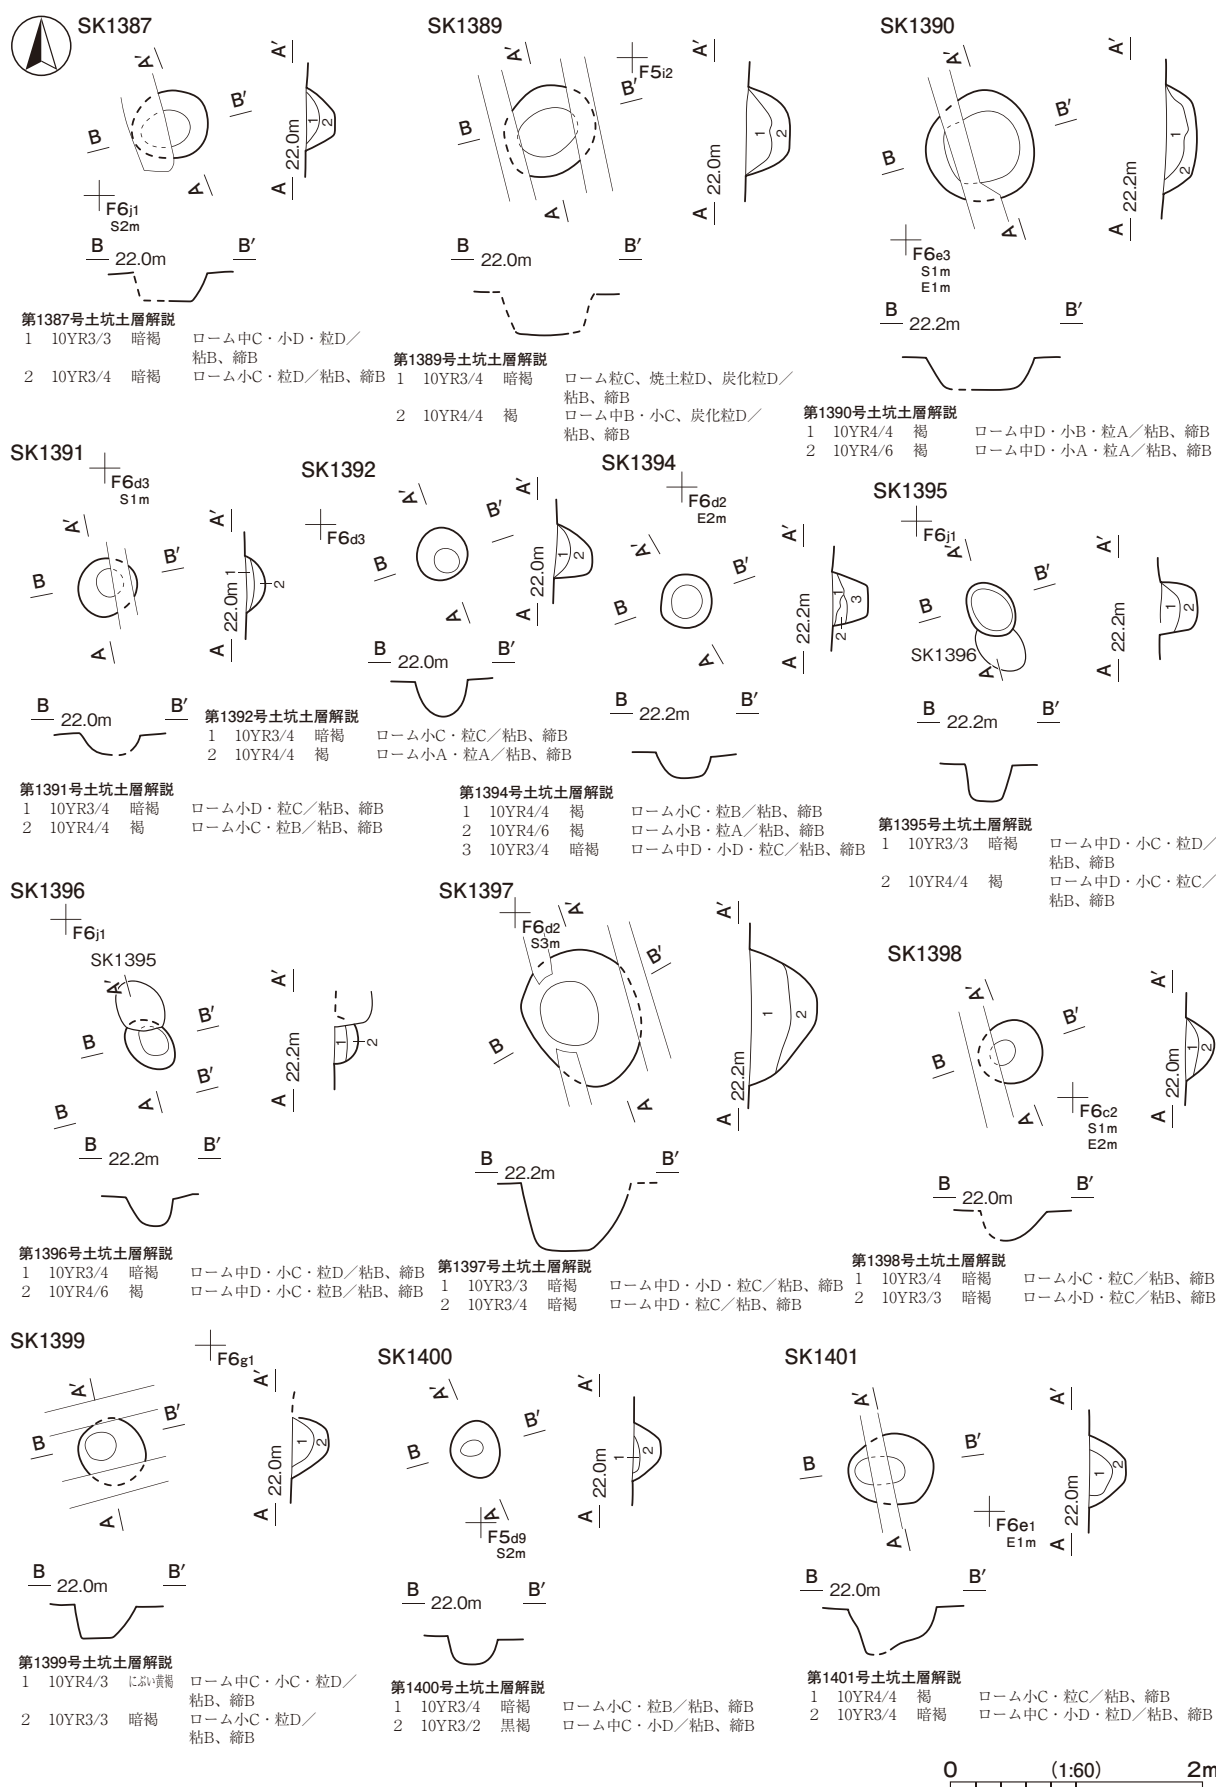 SK1387
A'
B'
B
A
F6j1
S2m
A'
1
2
22.0m
A
B 22.0m B'
第1387号土坑土層解説
1 10YR3/3 暗褐 ローム中C・小D・粒D／
粘B、締B
2 10YR3/4 暗褐 ローム小C・粒D／粘B、締B
SK1389
A'
F5i2
B'
B
A
A'
1
2
22.0m
A
B 22.0m B'
第1389号土坑土層解説
1 10YR3/4 暗褐 ローム粒C、焼土粒D、炭化粒D／
粘B、締B
2 10YR4/4 褐 ローム中B・小C、炭化粒D／
粘B、締B
SK1390
A'
B'
B
A
F6e3
S1m
E1m
A'
1
2
22.2m
A
B 22.2m B'
第1390号土坑土層解説
1 10YR4/4 褐 ローム中D・小B・粒A／粘B、締B
2 10YR4/6 褐 ローム中D・小A・粒A／粘B、締B
SK1391
F6d3
S1m
A'
B'
B
A
A'
1
2
22.0m
A
B 22.0m B'
第1391号土坑土層解説
1 10YR3/4 暗褐 ローム小D・粒C／粘B、締B
2 10YR4/4 褐 ローム小C・粒B／粘B、締B
SK1392
F6d3
A'
B'
B
A
A'
1
2
22.0m
A
B 22.0m B'
第1392号土坑土層解説
1 10YR3/4 暗褐 ローム小C・粒C／粘B、締B
2 10YR4/4 褐 ローム小A・粒A／粘B、締B
SK1394
F6d2
E2m
A'
B'
B
A
A'
1
2
3
22.2m
A
B 22.2m B'
第1394号土坑土層解説
1 10YR4/4 褐 ローム小C・粒B／粘B、締B
2 10YR4/6 褐 ローム小B・粒A／粘B、締B
3 10YR3/4 暗褐 ローム中D・小D・粒C／粘B、締B
SK1395
F6j1
A'
B'
B
SK1396
A
A'
1
2
22.2m
A
B 22.2m B'
第1395号土坑土層解説
1 10YR3/3 暗褐 ローム中D・小C・粒D／
粘B、締B
2 10YR4/4 褐 ローム中D・小C・粒C／
粘B、締B
SK1396
F6j1
SK1395
A'
B'
B
B'
A
B
A'
1
2
22.2m
A
B 22.2m B'
第1396号土坑土層解説
1 10YR3/4 暗褐 ローム中D・小C・粒D／粘B、締B
2 10YR4/6 褐 ローム中D・小C・粒B／粘B、締B
SK1397
F6d2
S3m
A'
B'
B
A
A'
1
2
22.2m
A
B 22.2m B'
第1397号土坑土層解説
1 10YR3/3 暗褐 ローム中D・小D・粒C／粘B、締B
2 10YR3/4 暗褐 ローム中D・粒C／粘B、締B
SK1398
A'
B'
B
A
F6c2
S1m
E2m
A'
1
2
22.0m
A
B 22.0m B'
第1398号土坑土層解説
1 10YR3/4 暗褐 ローム小C・粒C／粘B、締B
2 10YR3/3 暗褐 ローム小D・粒C／粘B、締B
SK1399
F6g1
A'
B'
B
A
A'
1
2
22.0m
A
B 22.0m B'
第1399号土坑土層解説
1 10YR4/3 にぶい黄褐 ローム中C・小C・粒D／
粘B、締B
2 10YR3/3 暗褐 ローム小C・粒D／
粘B、締B
SK1400
A'
B'
B
A
F5d9
S2m
A'
1
2
22.0m
A
B 22.0m B'
第1400号土坑土層解説
1 10YR3/4 暗褐 ローム小C・粒B／粘B、締B
2 10YR3/2 黒褐 ローム中C・小D／粘B、締B
SK1401
A'
B'
B
A
F6e1
E1m
A'
1
2
22.0m
A
B 22.0m B'
第1401号土坑土層解説
1 10YR4/4 褐 ローム小C・粒C／粘B、締B
2 10YR3/4 暗褐 ローム中C・小D・粒D／粘B、締B
0 (1:60) 2m